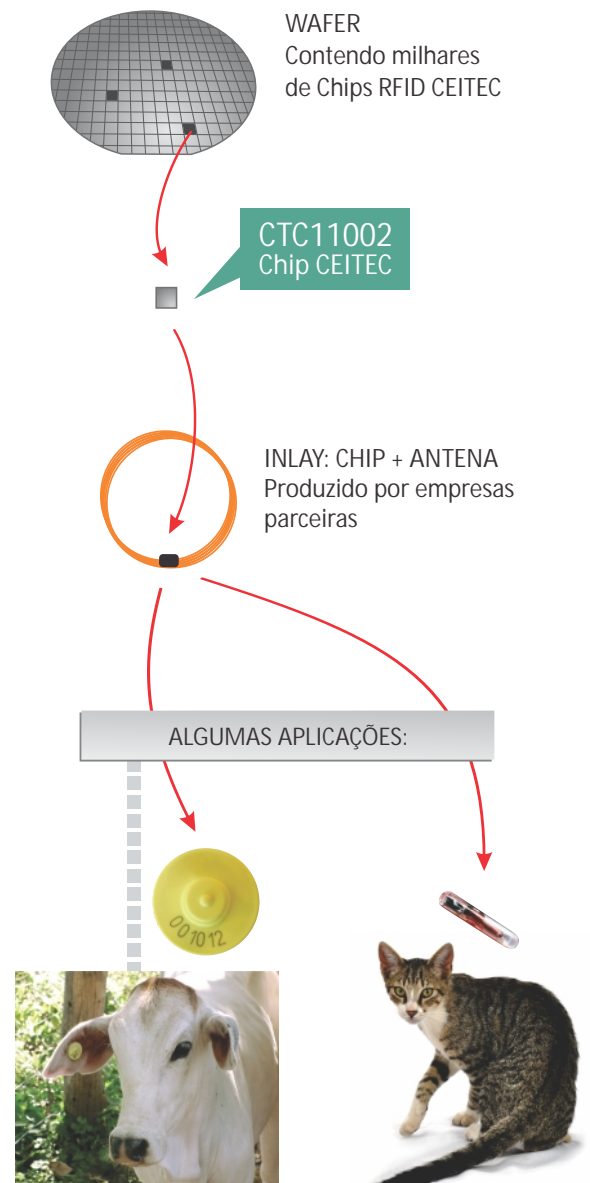 WAFER
Contendo milhares
de Chips RFID CEITEC
CTC11002
Chip CEITEC
INLAY: CHIP + ANTENA
Produzido por empresas
parceiras
ALGUMAS APLICAÇÕES:
001012